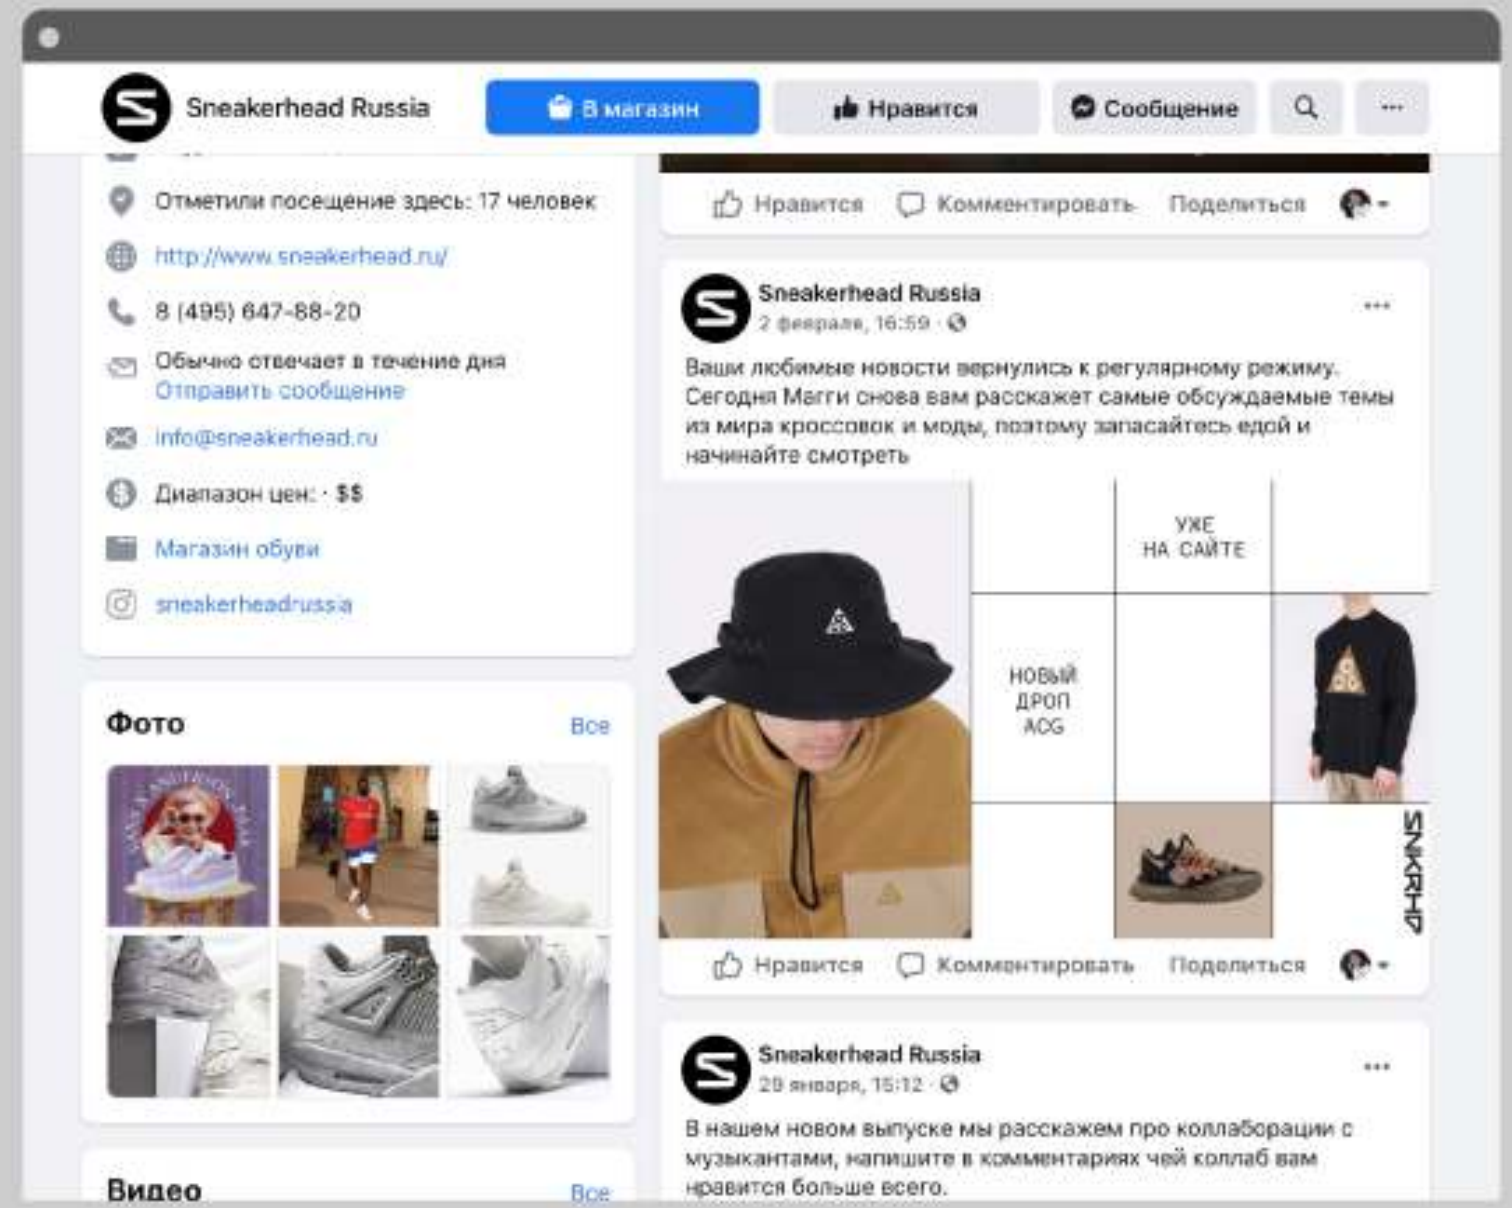 Sneakerhead Russia
В магазин
Нравится
Сообщение
Отметили посещение здесь: 17 человек
http://www.sneakerhead.ru/
8 (495) 647-88-20
Обычно отвечает в течение дня
Отправить сообщение
info@sneakerhead.ru
Диапазон цен: · $$
Магазин обуви
sneakerheadrussia
Фото
Все
Видео
Все
Нравится
Комментировать
Поделиться
Sneakerhead Russia
2 февраля, 16:59 ·
Ваши любимые новости вернулись к регулярному режиму.
Сегодня Магги снова вам расскажет самые обсуждаемые темы
из мира кроссовок и моды, поэтому запасайтесь едой и
начинайте смотреть
УЖЕ
НА САЙТЕ
НОВЫЙ
ДРОП
ACG
SNKRHD
Нравится
Комментировать
Поделиться
Sneakerhead Russia
29 января, 15:12 ·
В нашем новом выпуске мы расскажем про коллаборации с
музыкантами, напишите в комментариях чей коллаб вам
нравится больше всего.